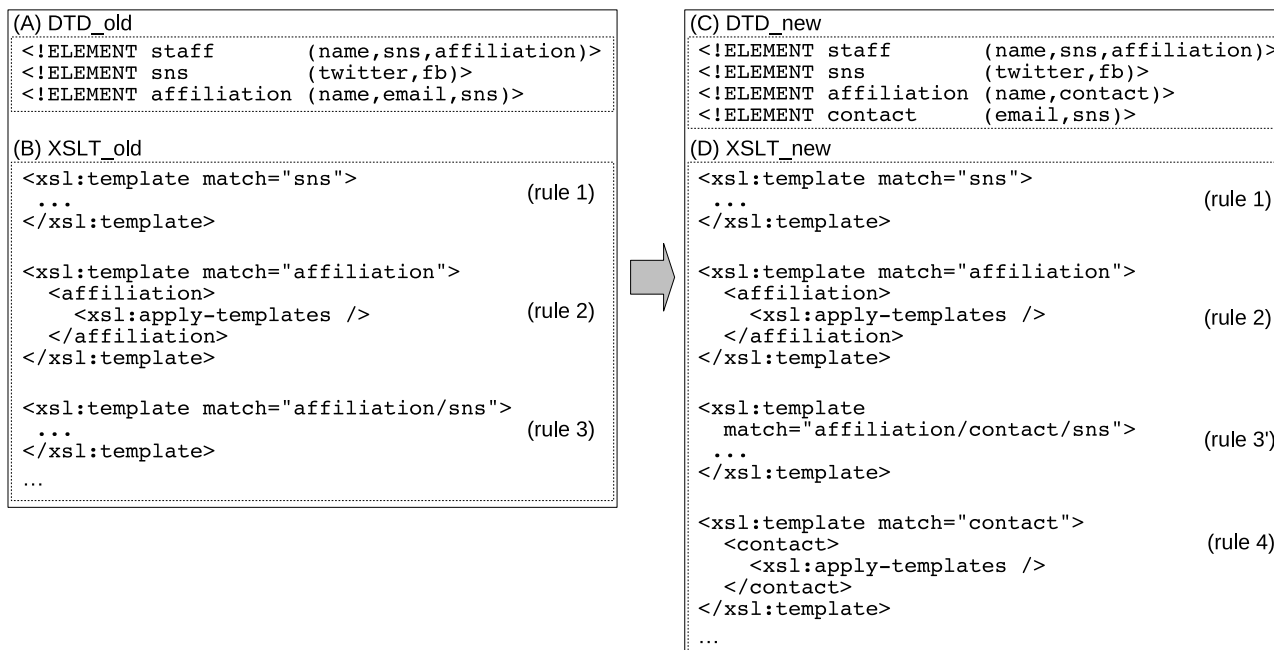 (A) DTD_old
<!ELEMENT staff       (name,sns,affiliation)>
<!ELEMENT sns         (twitter,fb)>
<!ELEMENT affiliation (name,email,sns)>
(B) XSLT_old
<xsl:template match="sns">
 ...
</xsl:template>
(rule 1)
<xsl:template match="affiliation">
  <affiliation>
    <xsl:apply-templates />
  </affiliation>
</xsl:template>
(rule 2)
<xsl:template match="affiliation/sns">
 ...
</xsl:template>
(rule 3)
...
(C) DTD_new
<!ELEMENT staff       (name,sns,affiliation)>
<!ELEMENT sns         (twitter,fb)>
<!ELEMENT affiliation (name,contact)>
<!ELEMENT contact     (email,sns)>
(D) XSLT_new
<xsl:template match="sns">
 ...
</xsl:template>
(rule 1)
<xsl:template match="affiliation">
  <affiliation>
    <xsl:apply-templates />
  </affiliation>
</xsl:template>
(rule 2)
<xsl:template
  match="affiliation/contact/sns">
 ...
</xsl:template>
(rule 3')
<xsl:template match="contact">
  <contact>
    <xsl:apply-templates />
  </contact>
</xsl:template>
(rule 4)
...